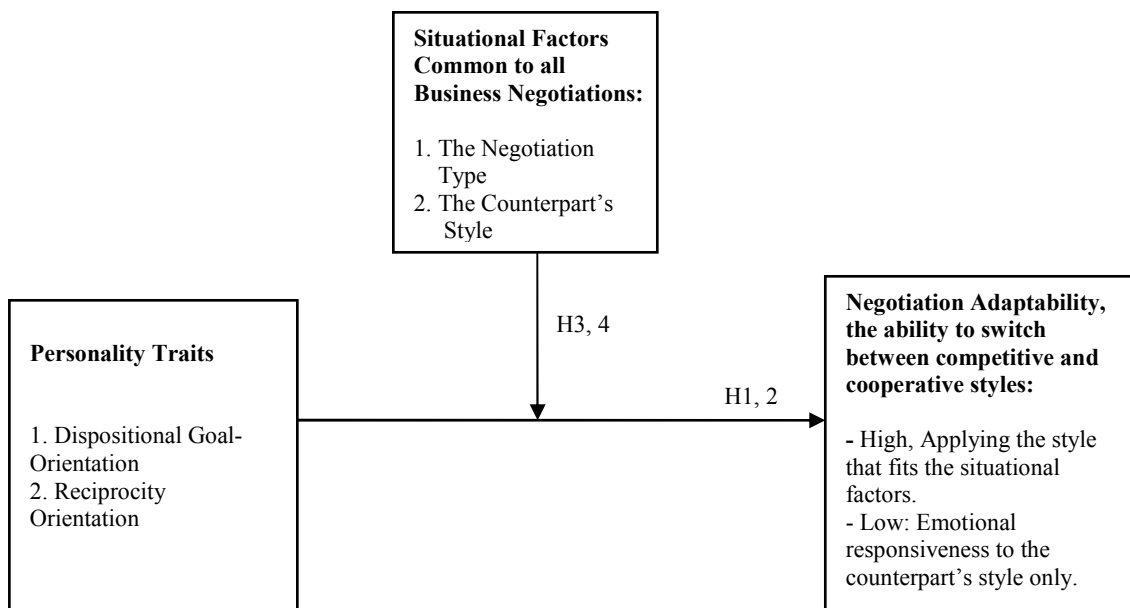 Situational Factors
Common to all
Business Negotiations:
1. The Negotiation
Type
2. The Counterpart’s
Style
H3, 4
Personality Traits
1. Dispositional Goal-
Orientation
2. Reciprocity
Orientation
H1, 2
Negotiation Adaptability,
the ability to switch
between competitive and
cooperative styles:
- High, Applying the style
that fits the situational
factors.
- Low: Emotional
responsiveness to the
counterpart’s style only.